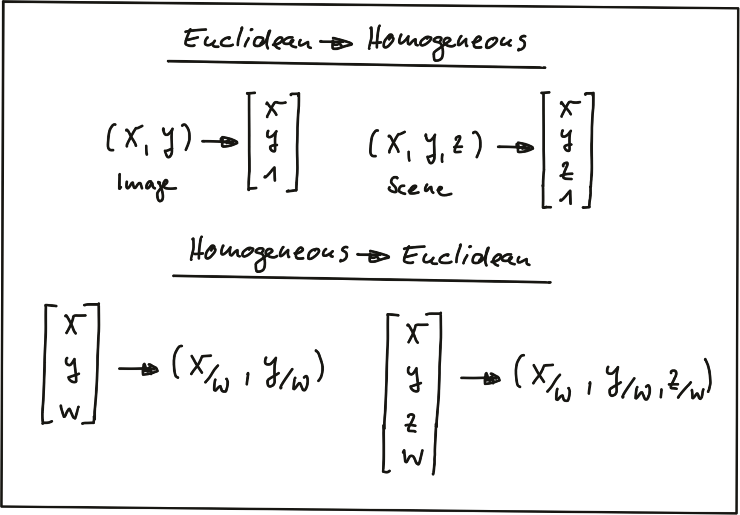 Euclidean → Homogeneous
(x, y) → [x y 1]
Image
(x, y, z) → [x y z 1]
Scene
Homogeneous → Euclidean
[x y w] → (x/w, y/w)
[x y z w] → (x/w, y/w, z/w)